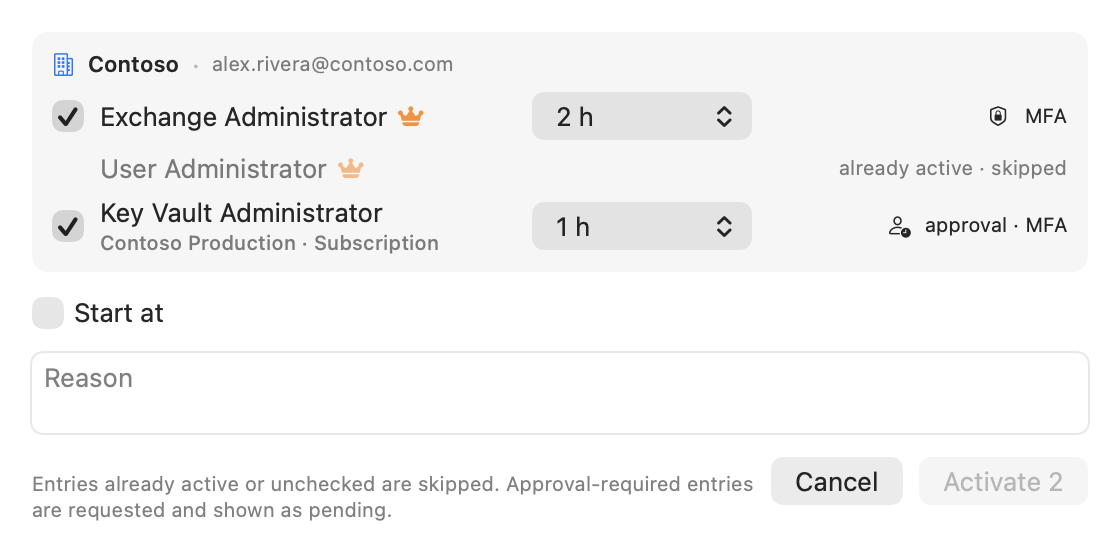 Contoso · alex.rivera@contoso.com
Exchange Administrator 2 h MFA
User Administrator already active · skipped
Key Vault Administrator
Contoso Production · Subscription 1 h approval · MFA
Start at
Reason
Entries already active or unchecked are skipped. Approval-required entries
are requested and shown as pending.
Cancel Activate 2